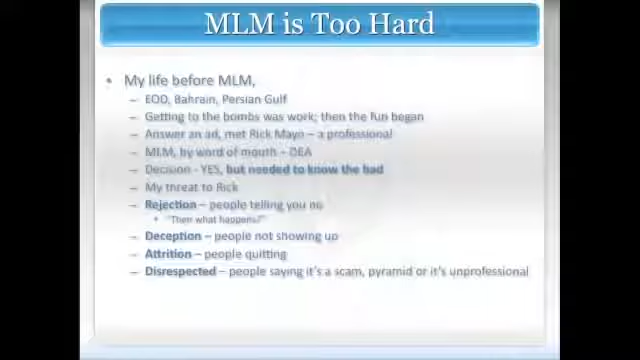 MLM is Too Hard
• My life before MLM,
– EOD, Bahrain, Persian Gulf
– Getting to the bombs was work; then the fun began
– Answer an ad, met Rick Mayo – a professional
– MLM, by word of mouth – DEA
– Decision - YES, but needed to know the bad
– My threat to Rick
– Rejection – people telling you no
• "Then what happens?"
– Deception – people not showing up
– Attrition – people quitting
– Disrespected – people saying it's a scam, pyramid or it's unprofessional